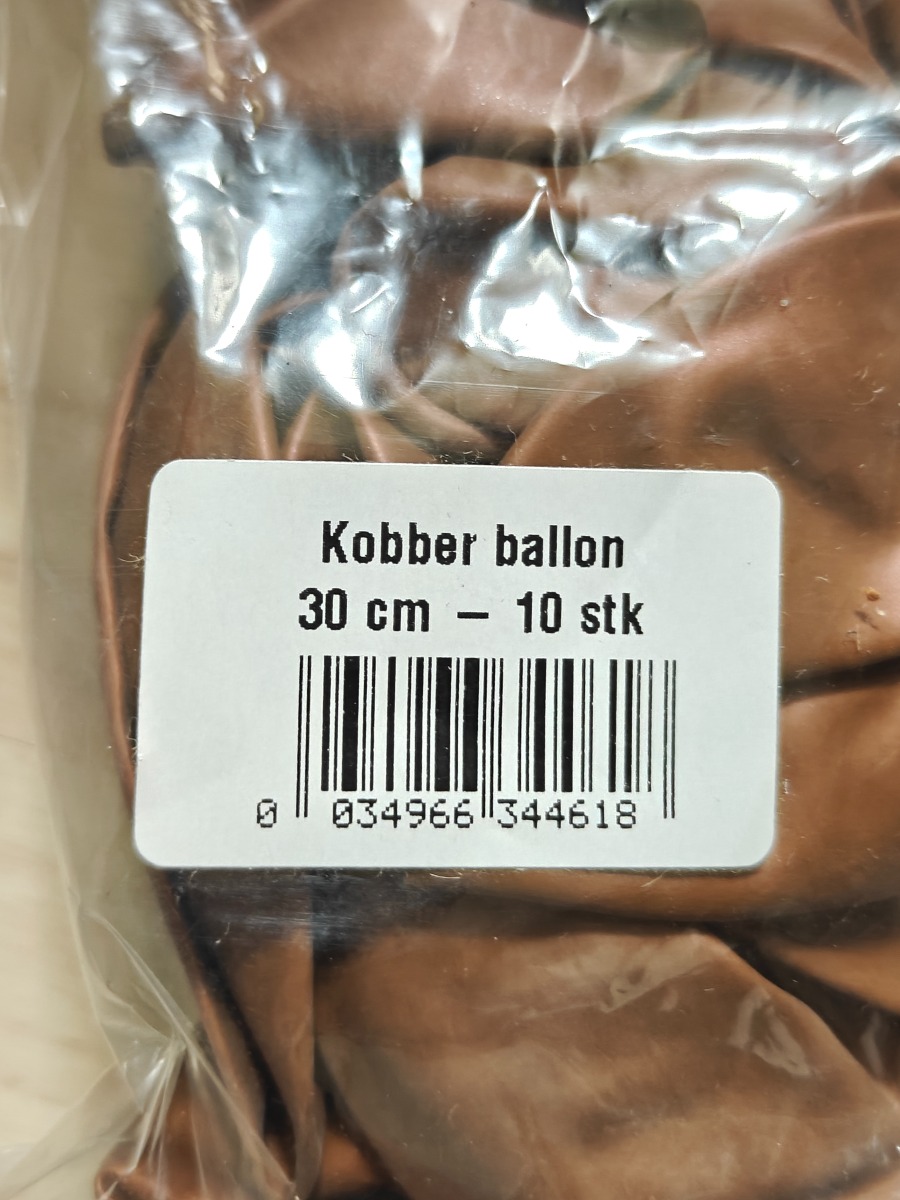 Kobber ballon
30 cm – 10 stk
0 034966 344618